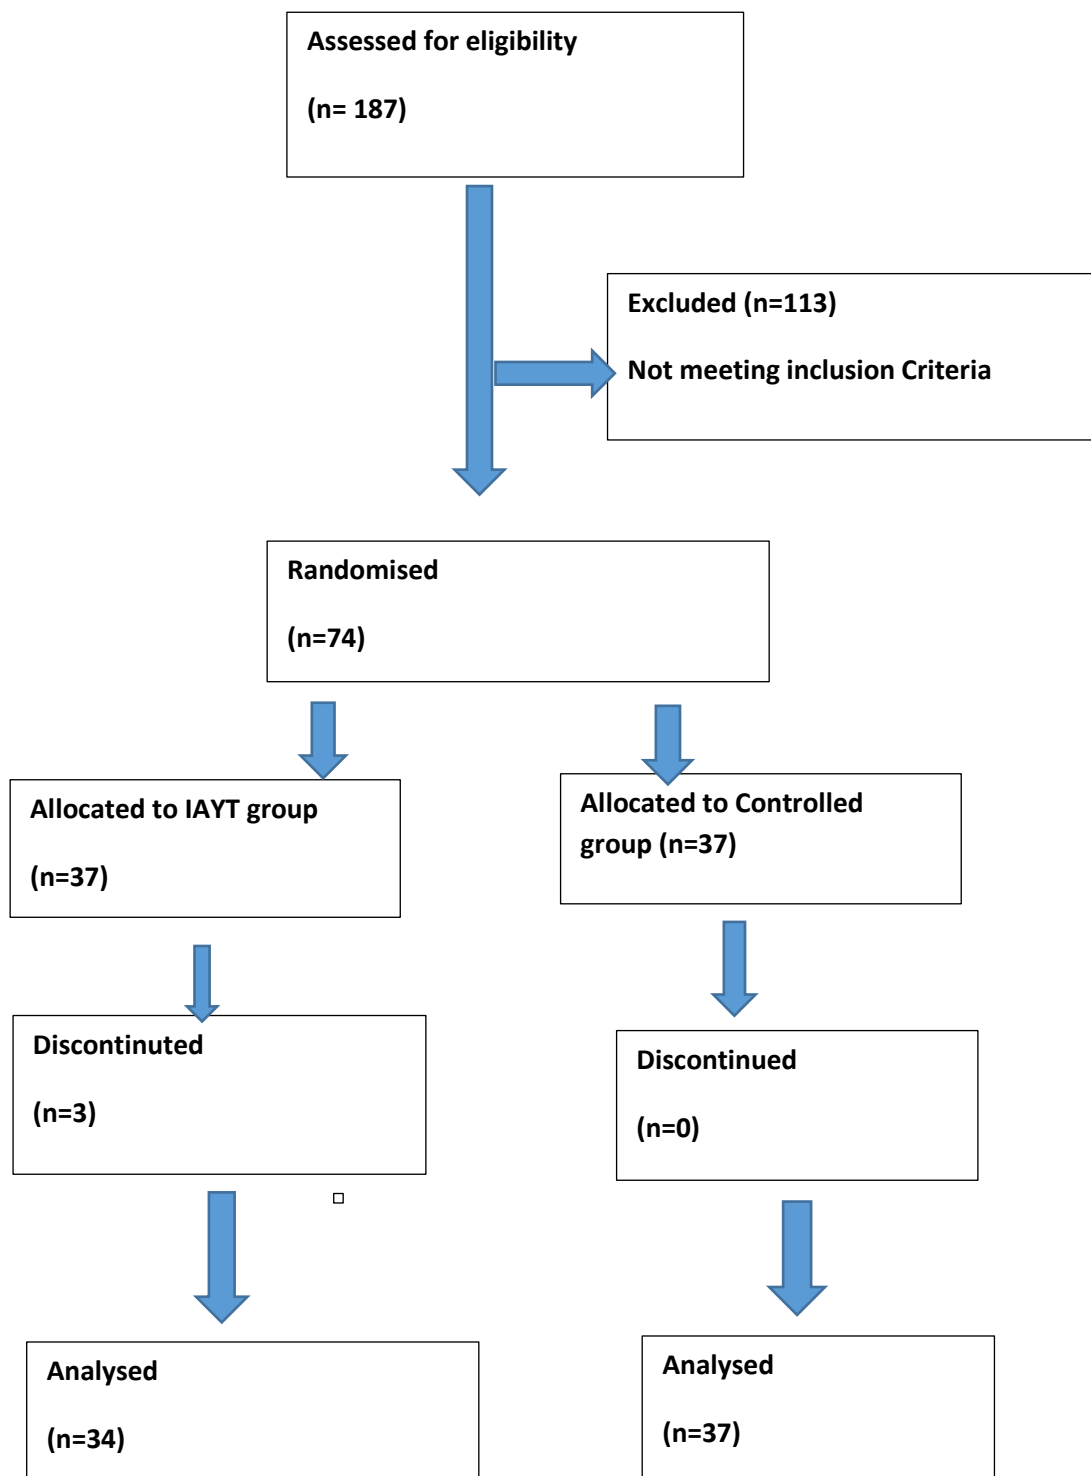 Assessed for eligibility
(n= 187)
Excluded (n=113)
Not meeting inclusion Criteria
Randomised
(n=74)
Allocated to IAYT group
(n=37)
Allocated to Controlled
group (n=37)
Discontinuted
(n=3)
Discontinued
(n=0)
Analysed
(n=34)
Analysed
(n=37)